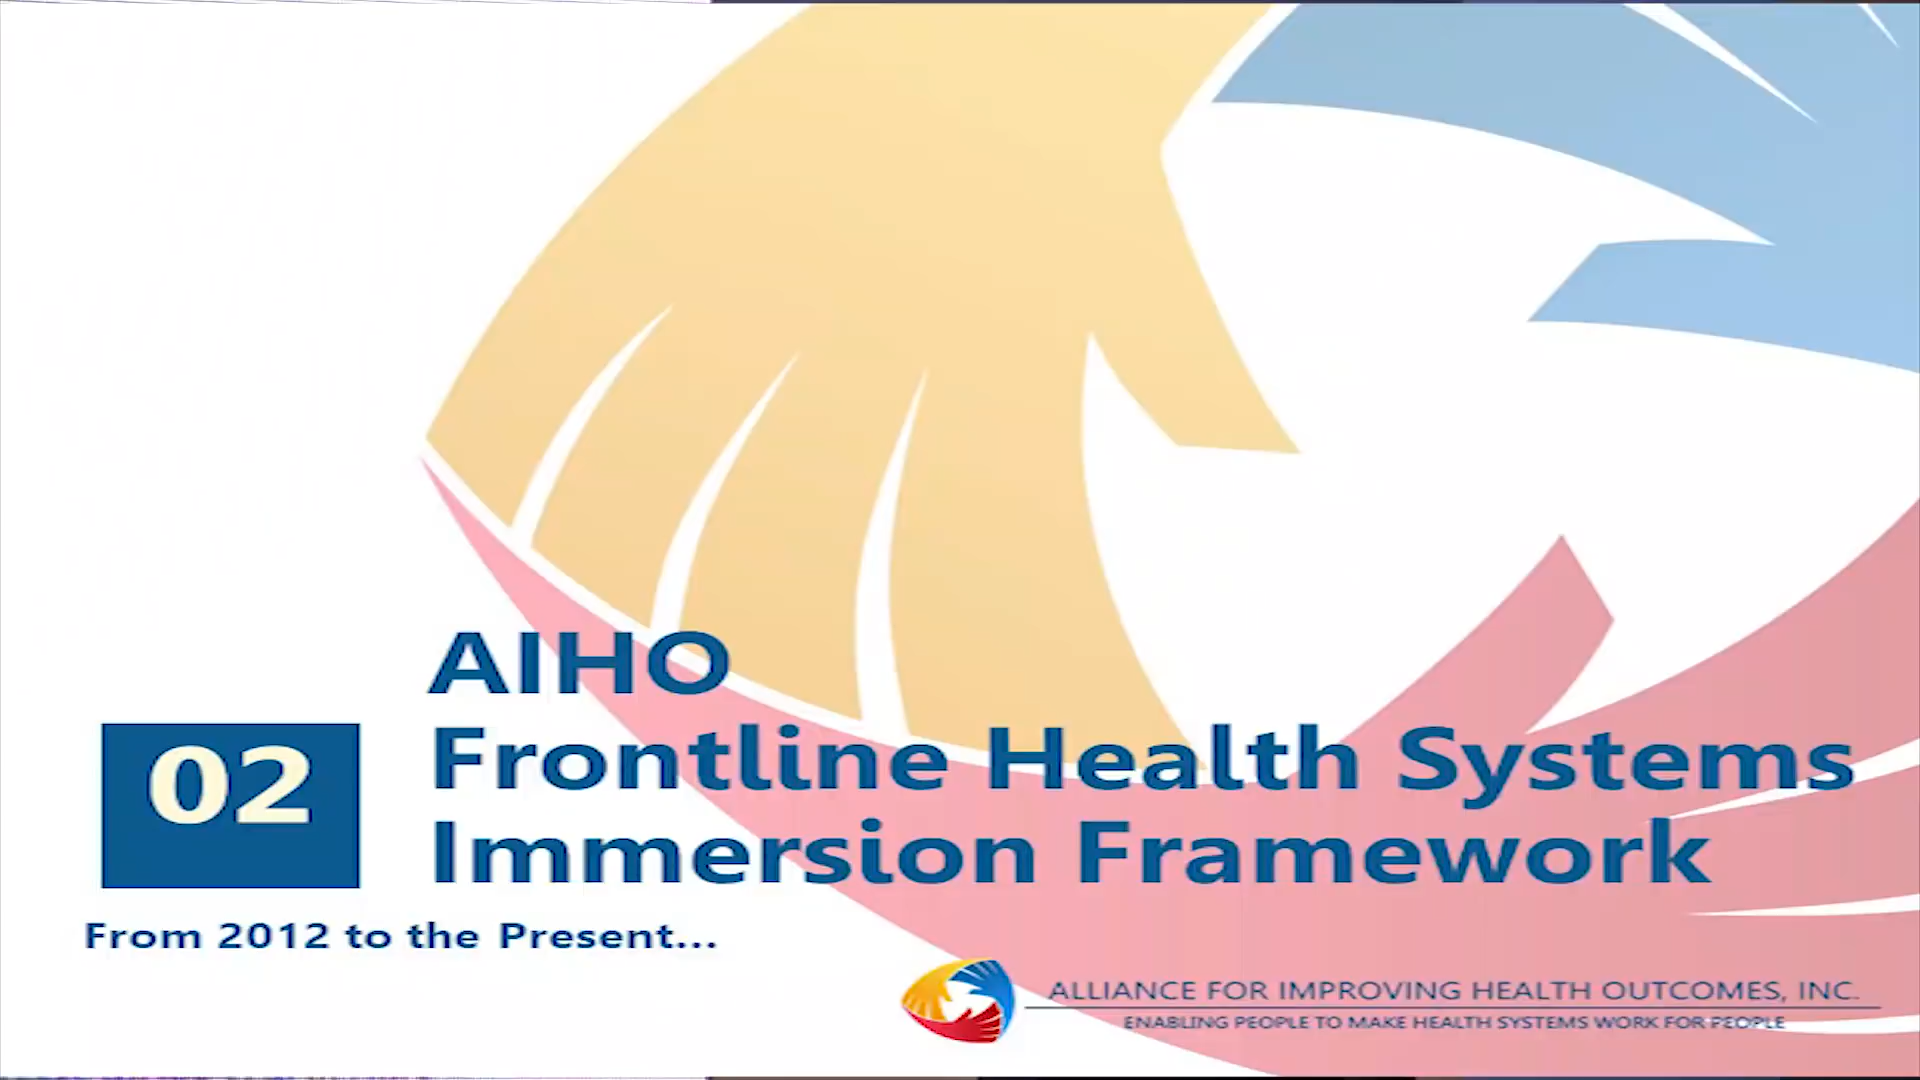 AIHO
02
Frontline Health Systems
Immersion Framework
From 2012 to the Present...
ALLIANCE FOR IMPROVING HEALTH OUTCOMES, INC.
ENABLING PEOPLE TO MAKE HEALTH SYSTEMS WORK FOR PEOPLE